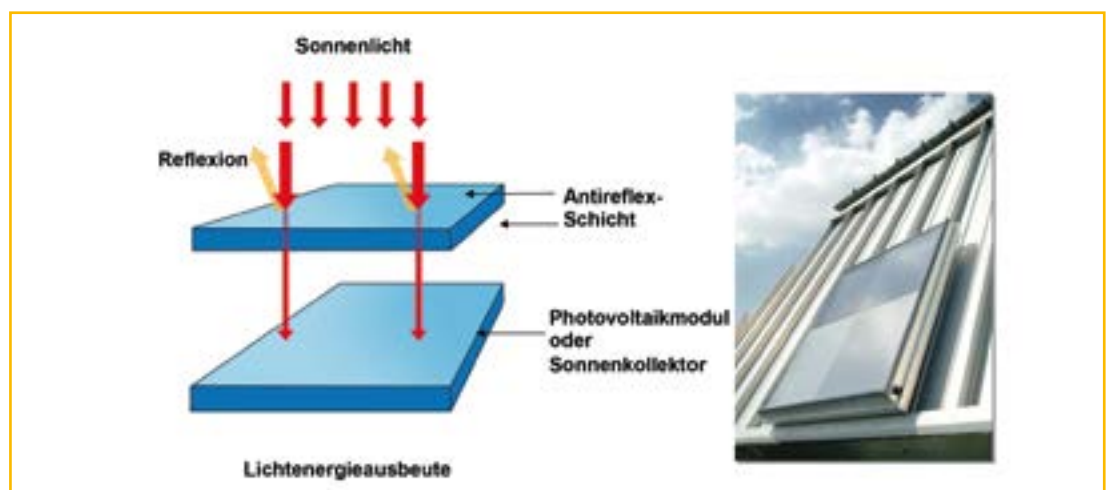 Sonnenlicht
Reflexion
Antireflex-
Schicht
Photovoltaikmodul
oder
Sonnenkollektor
Lichtenergieausbeute